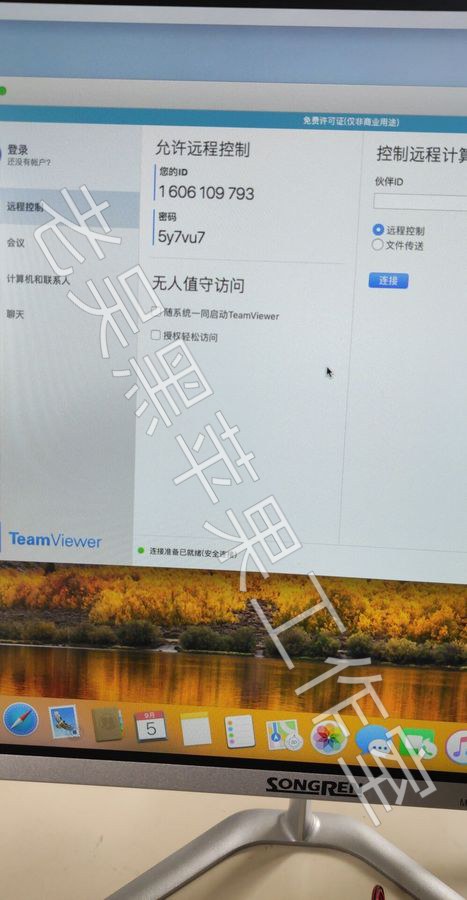 免费许可证(仅非商业用途)
登录
还没有帐户?
远程控制
会议
计算机和联系人
聊天
TeamViewer
允许远程控制
您的ID
1 606 109 793
密码
5y7vu7
无人值守访问
随系统一同启动TeamViewer
授权轻松访问
连接准备已就绪(安全连接)
控制远程计算
伙伴ID
远程控制
文件传送
连接
老吴黑苹果工作室
9月
5
SONGREN